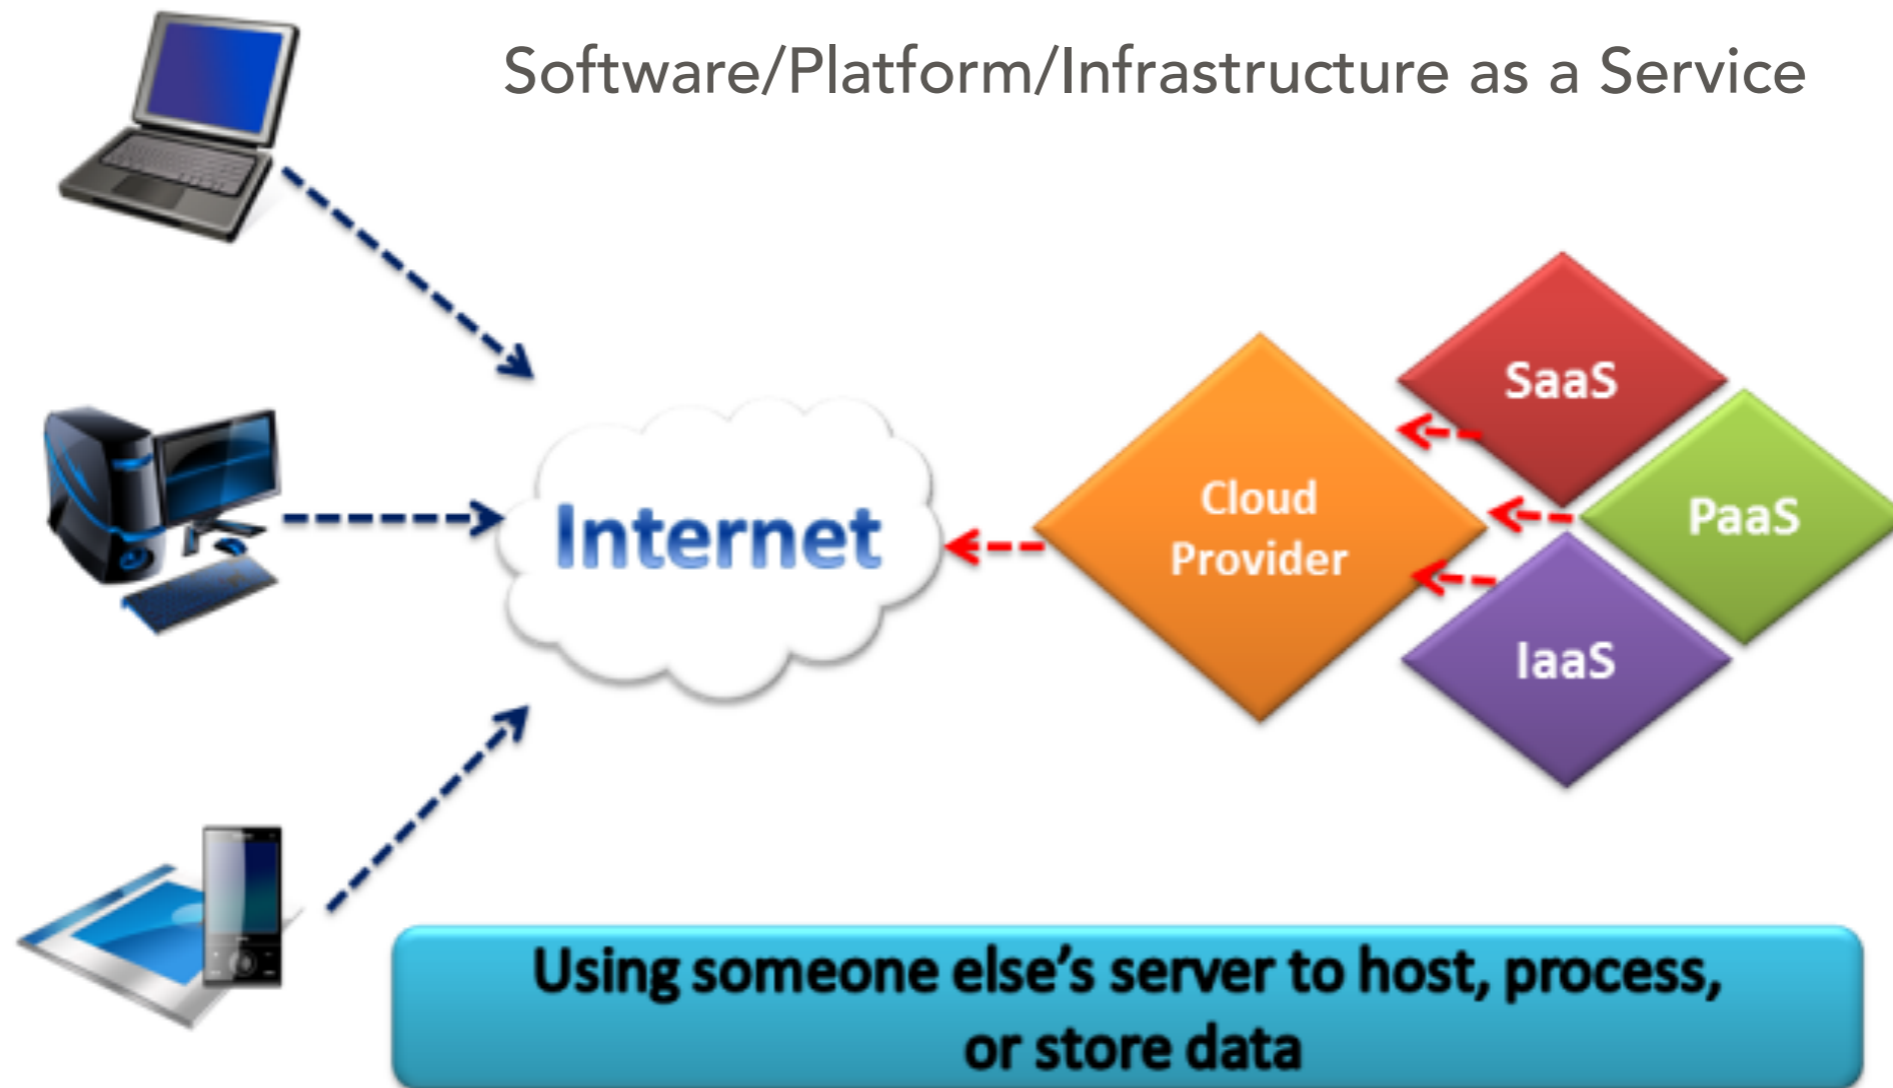 Software/Platform/Infrastructure as a Service
SaaS
Cloud
Provider
PaaS
Internet
IaaS
Using someone else's server to host, process,
or store data